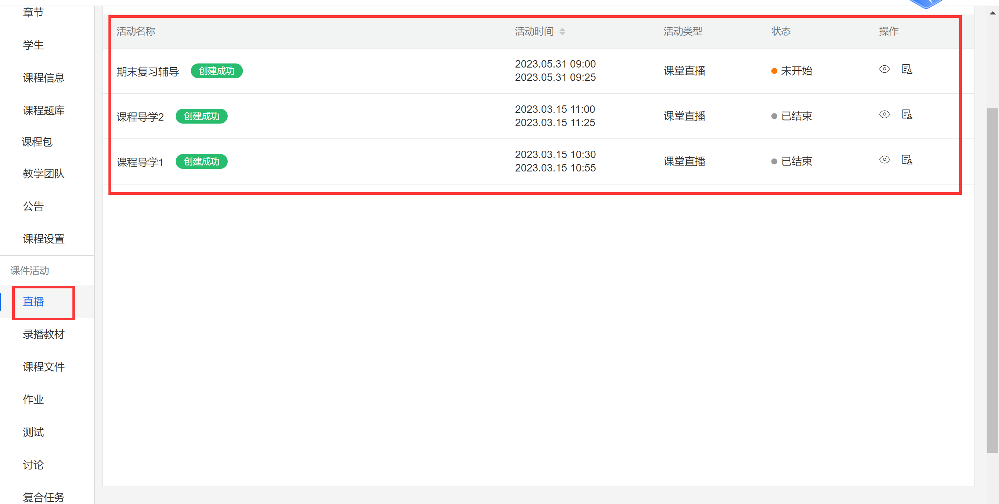 章节
学生
课程信息
课程题库
课程包
教学团队
公告
课程设置
课件活动
直播
录播教材
课程文件
作业
测试
讨论
复合任务
活动名称 活动时间 活动类型 状态 操作
期末复习辅导 创建成功 2023.05.31 09:00 课堂直播 未开始
2023.05.31 09:25
课程导学2 创建成功 2023.03.15 11:00 课堂直播 已结束
2023.03.15 11:25
课程导学1 创建成功 2023.03.15 10:30 课堂直播 已结束
2023.03.15 10:55